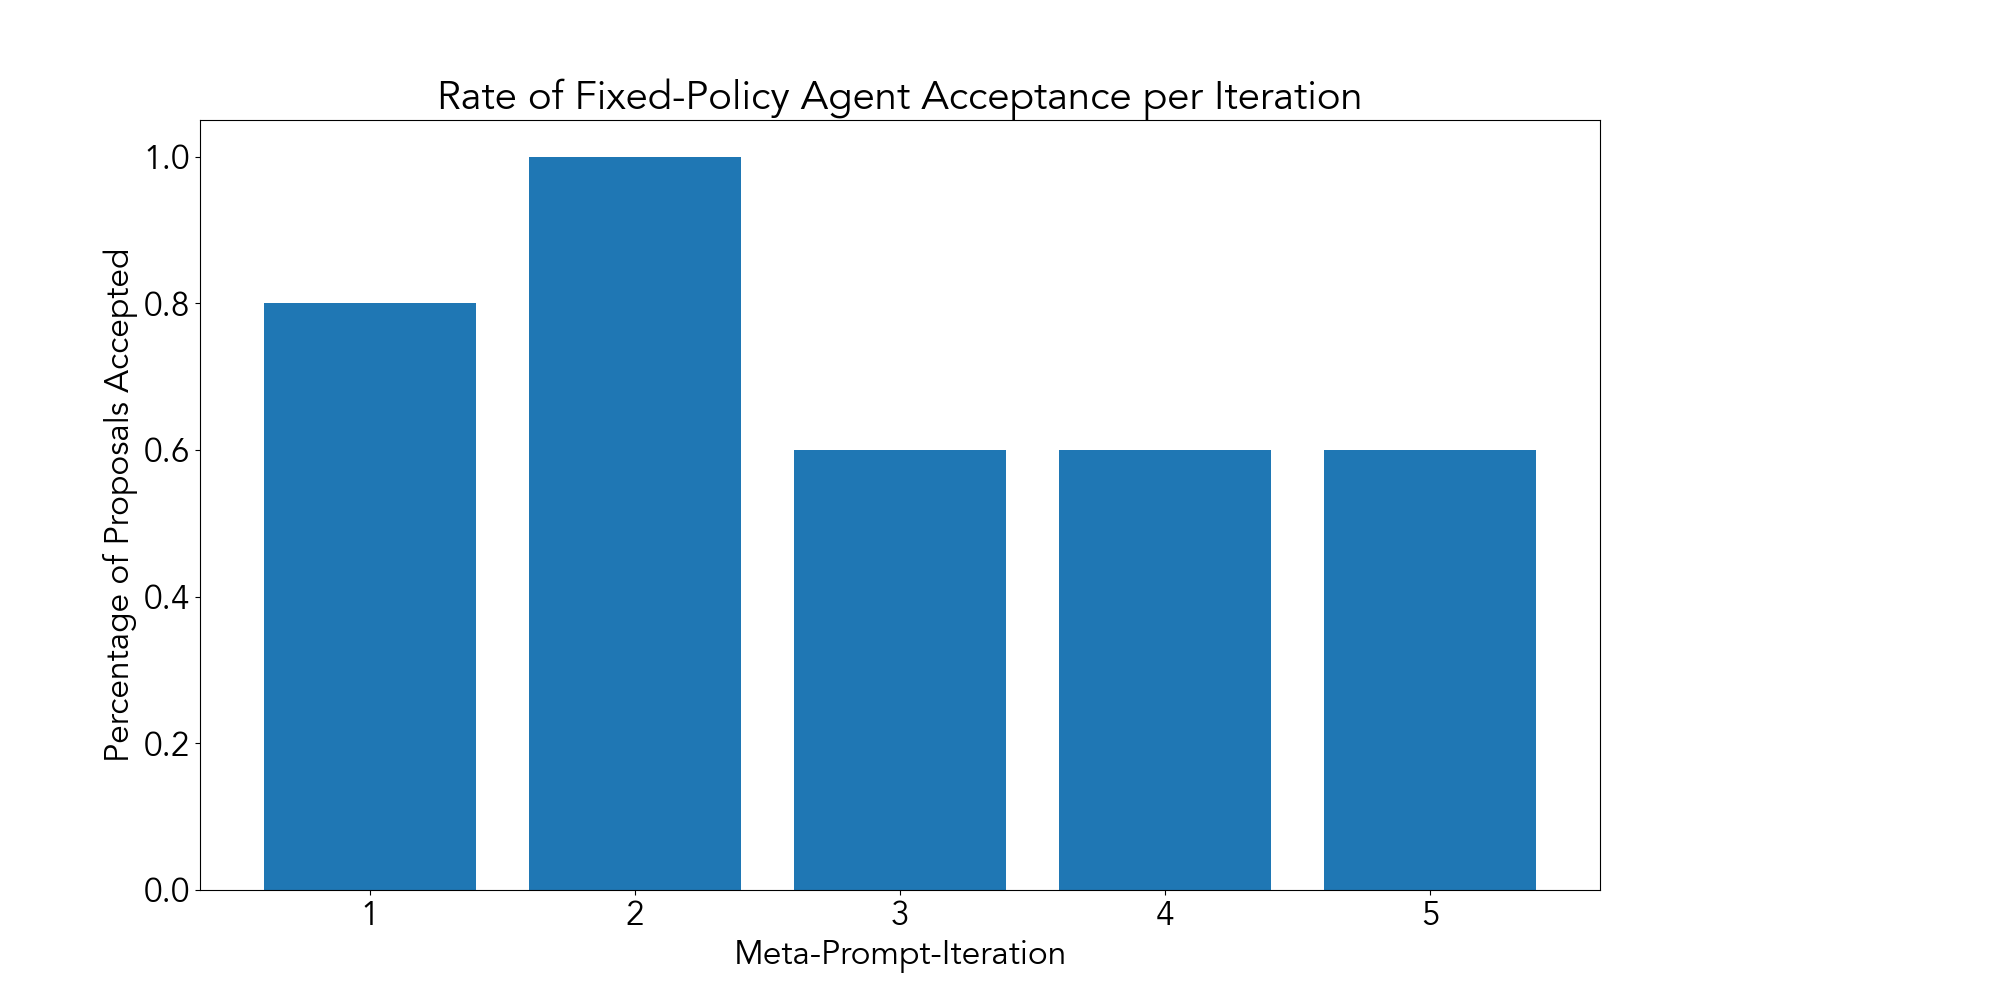 Rate of Fixed-Policy Agent Acceptance per Iteration
Percentage of Proposals Accepted
1.0
0.8
0.6
0.4
0.2
0.0
1 2 3 4 5
Meta-Prompt-Iteration